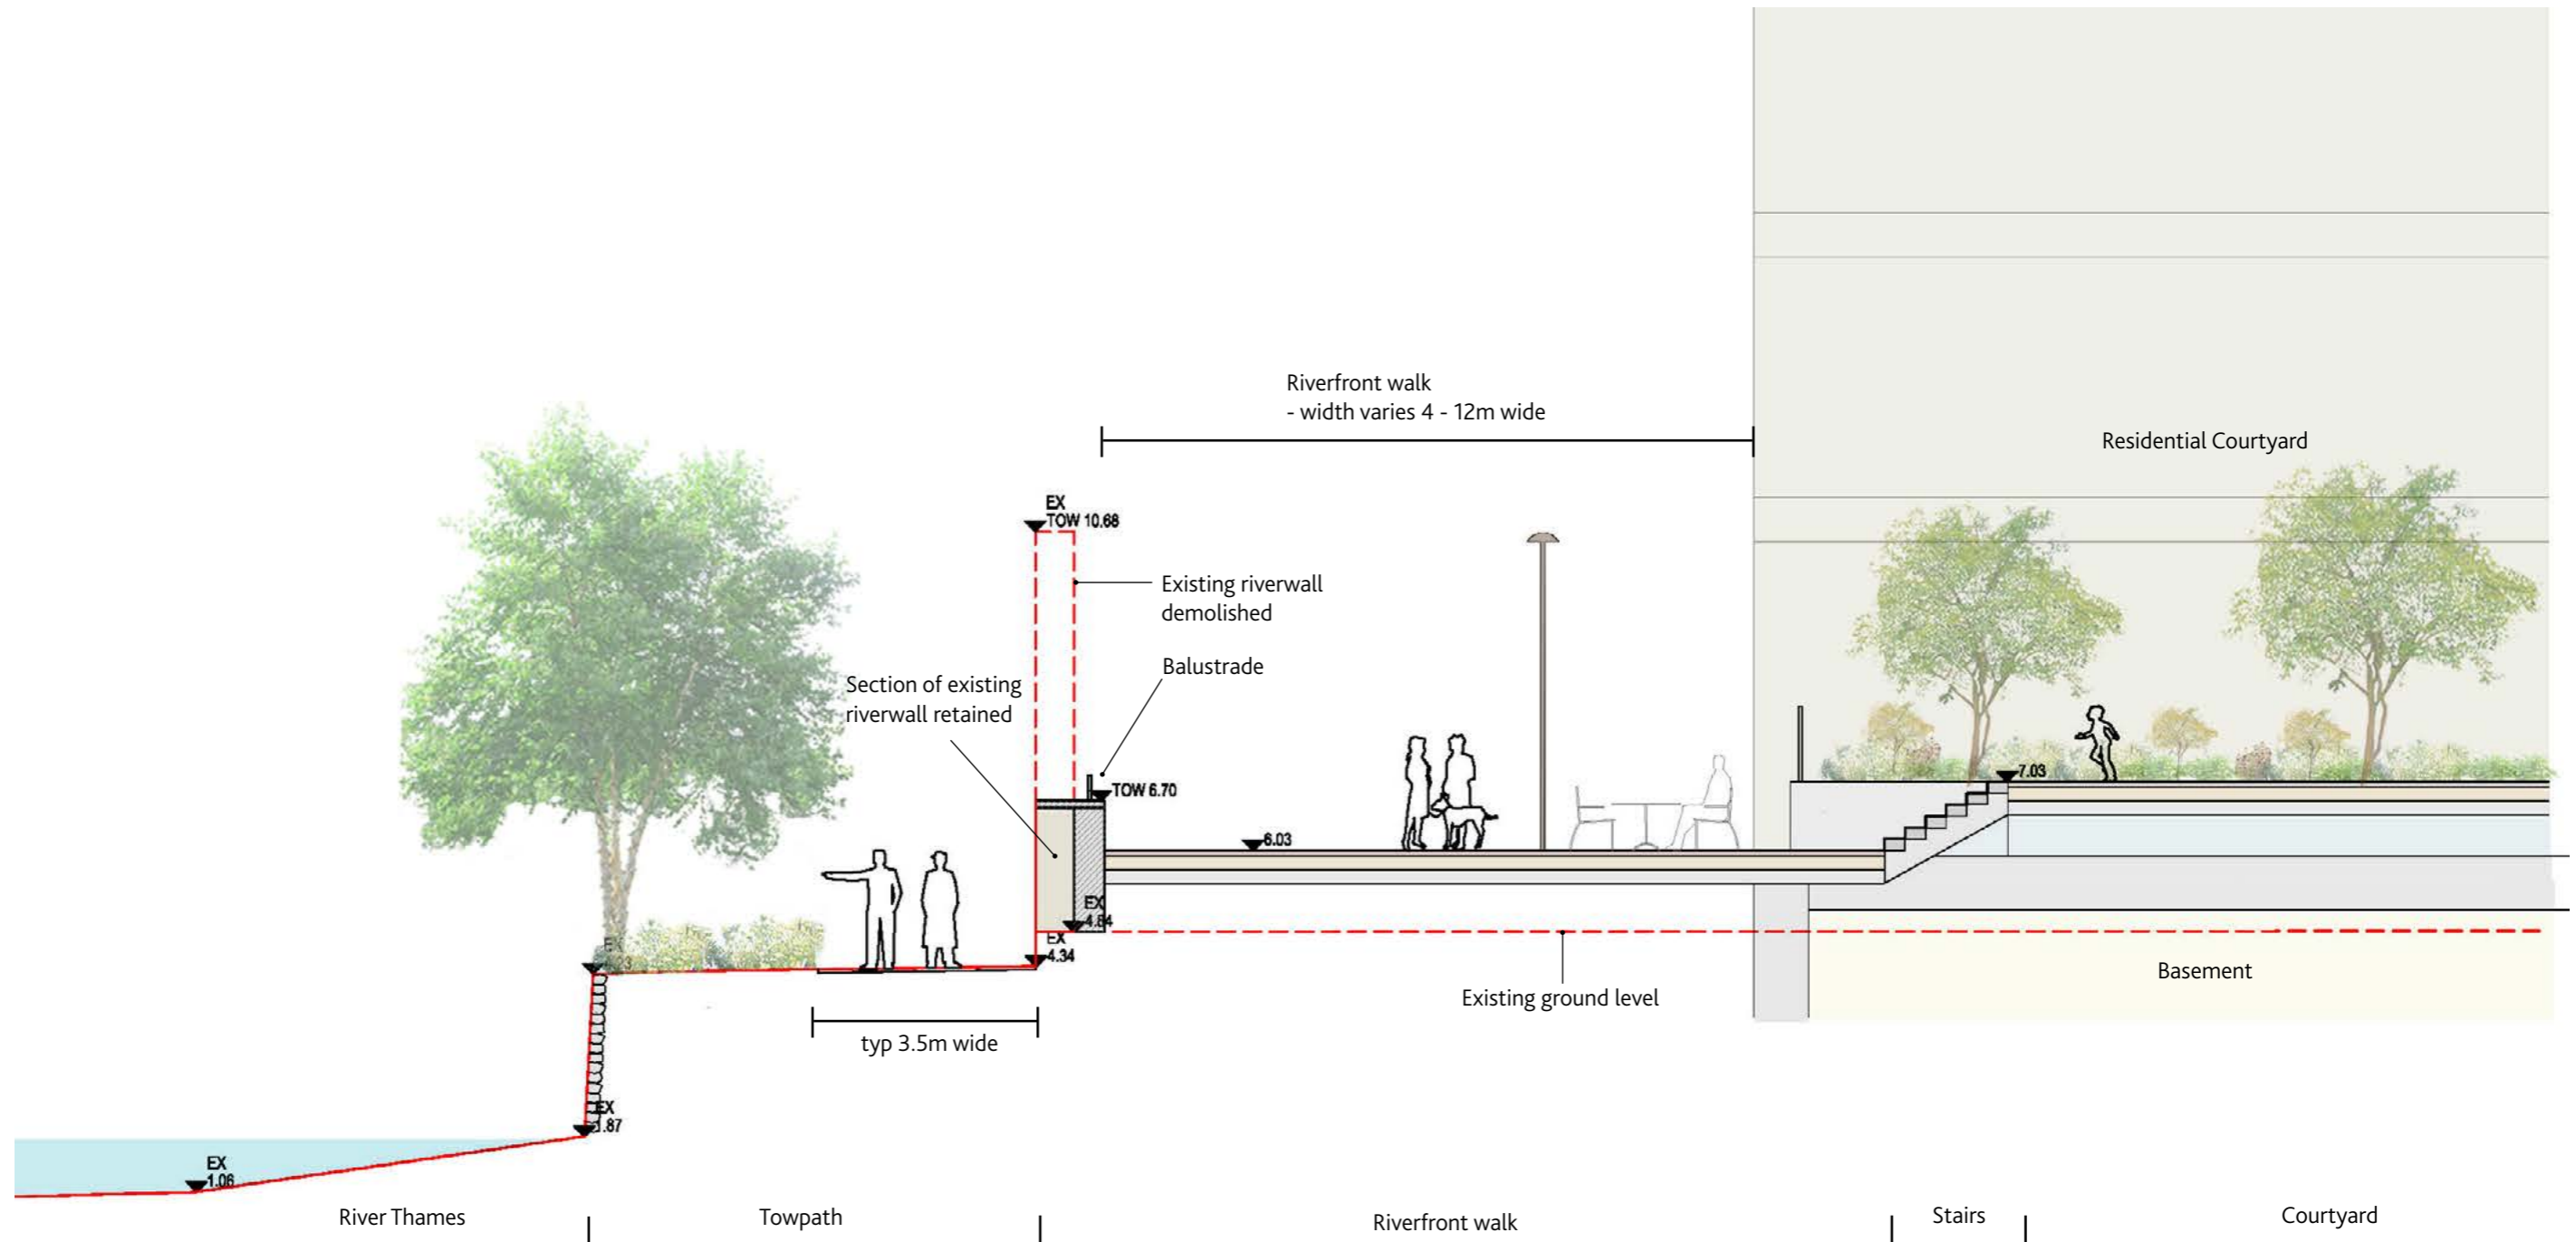 Riverfront walk
- width varies 4 - 12m wide
Residential Courtyard
EX
TOW 10.68
Existing riverwall
demolished
Balustrade
Section of existing
riverwall retained
TOW 6.70
7.03
6.03
EX
4.84
EX
4.34
EX
Existing ground level
Basement
typ 3.5m wide
EX
1.87
EX
1.06
River Thames
Towpath
Riverfront walk
Stairs
Courtyard